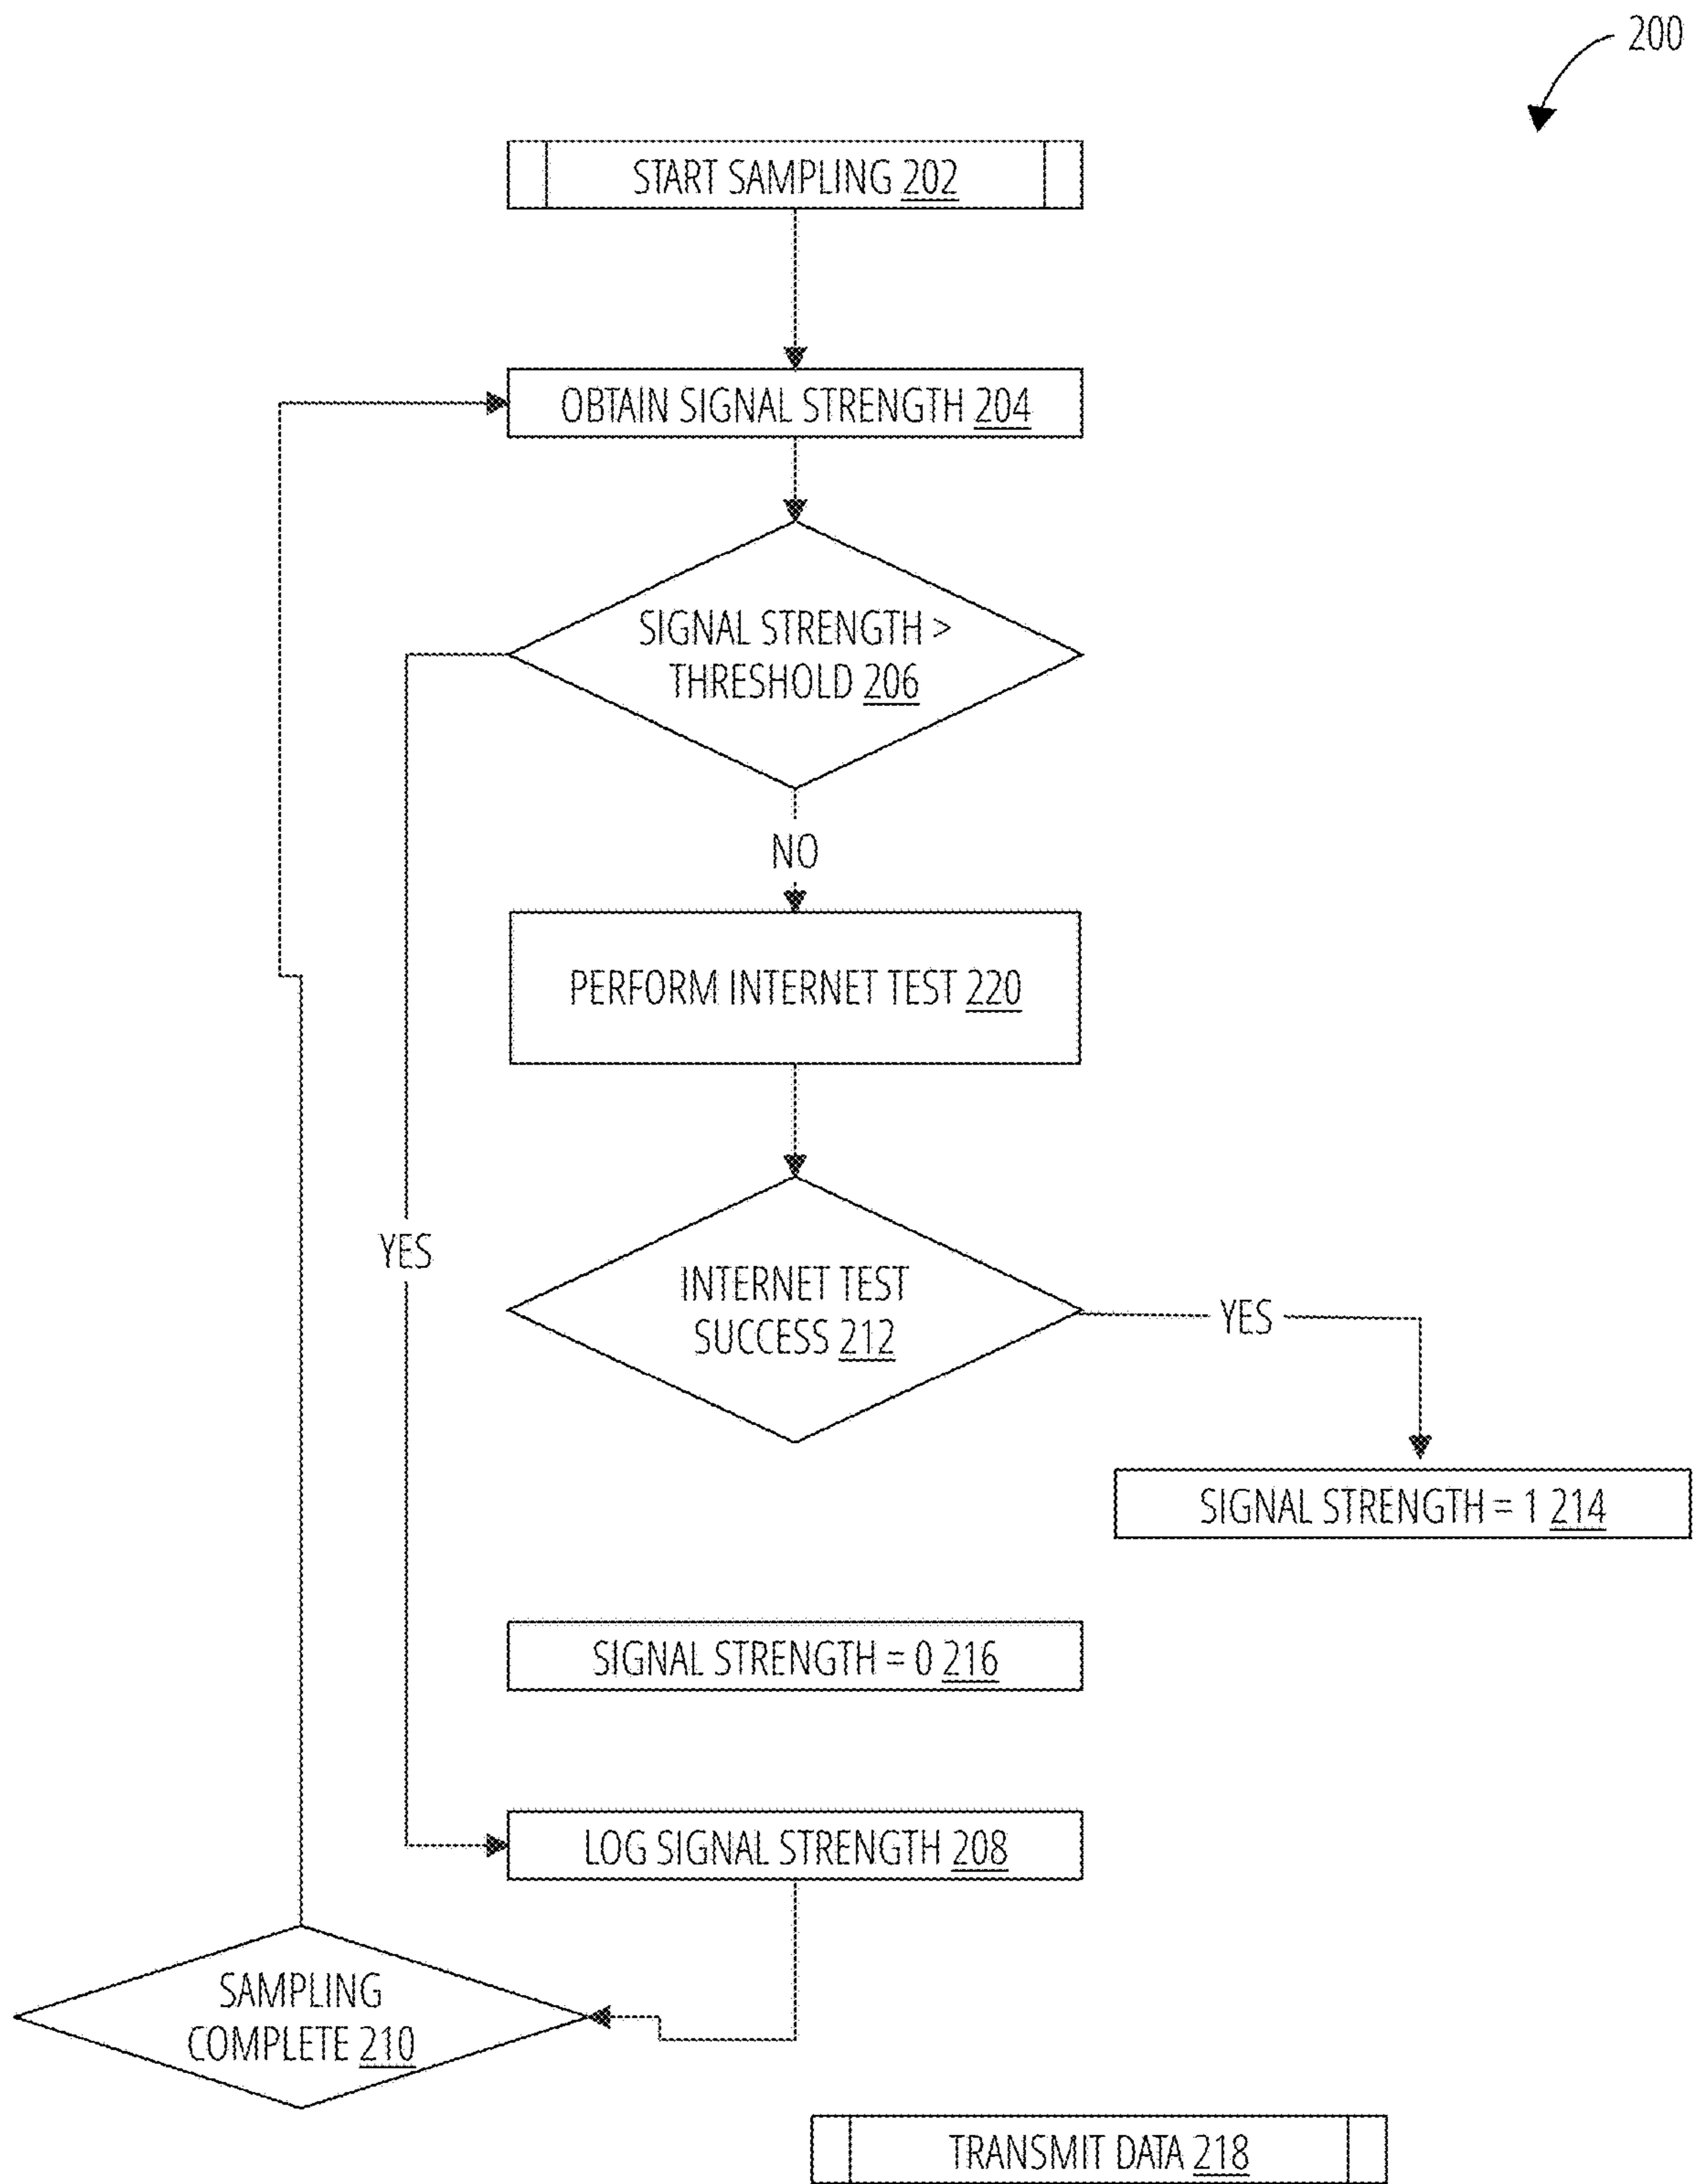 200
START SAMPLING 202
OBTAIN SIGNAL STRENGTH 204
SIGNAL STRENGTH >
THRESHOLD 206
NO
PERFORM INTERNET TEST 220
YES
INTERNET TEST
SUCCESS 212
YES
SIGNAL STRENGTH = 1 214
SIGNAL STRENGTH = 0 216
LOG SIGNAL STRENGTH 208
SAMPLING
COMPLETE 210
TRANSMIT DATA 218